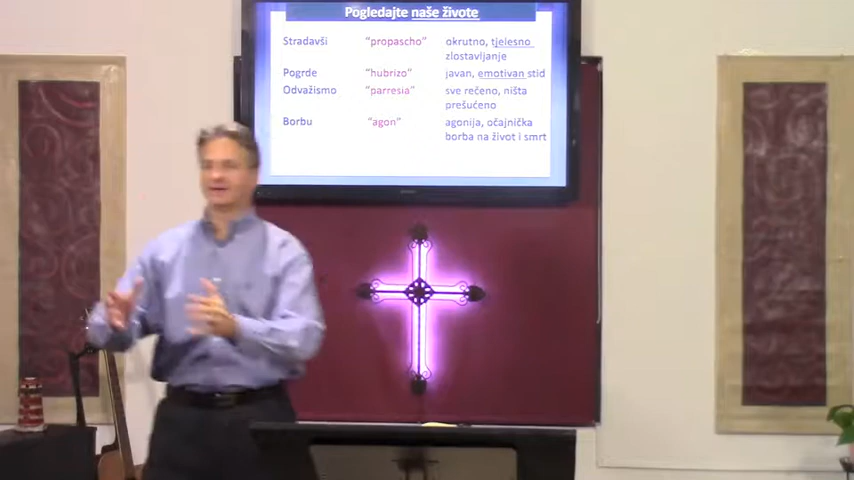 Pogledajte naše živote
Stradavši "propascho" okrutno, tjelesno
zlostavljanje
Pogrde "hubrizo" javan, emotivan stid
Odvažismo "parresia" sve rečeno, ništa
prešućeno
Borbu "agon" agonija, očajnička
borba na život i smrt